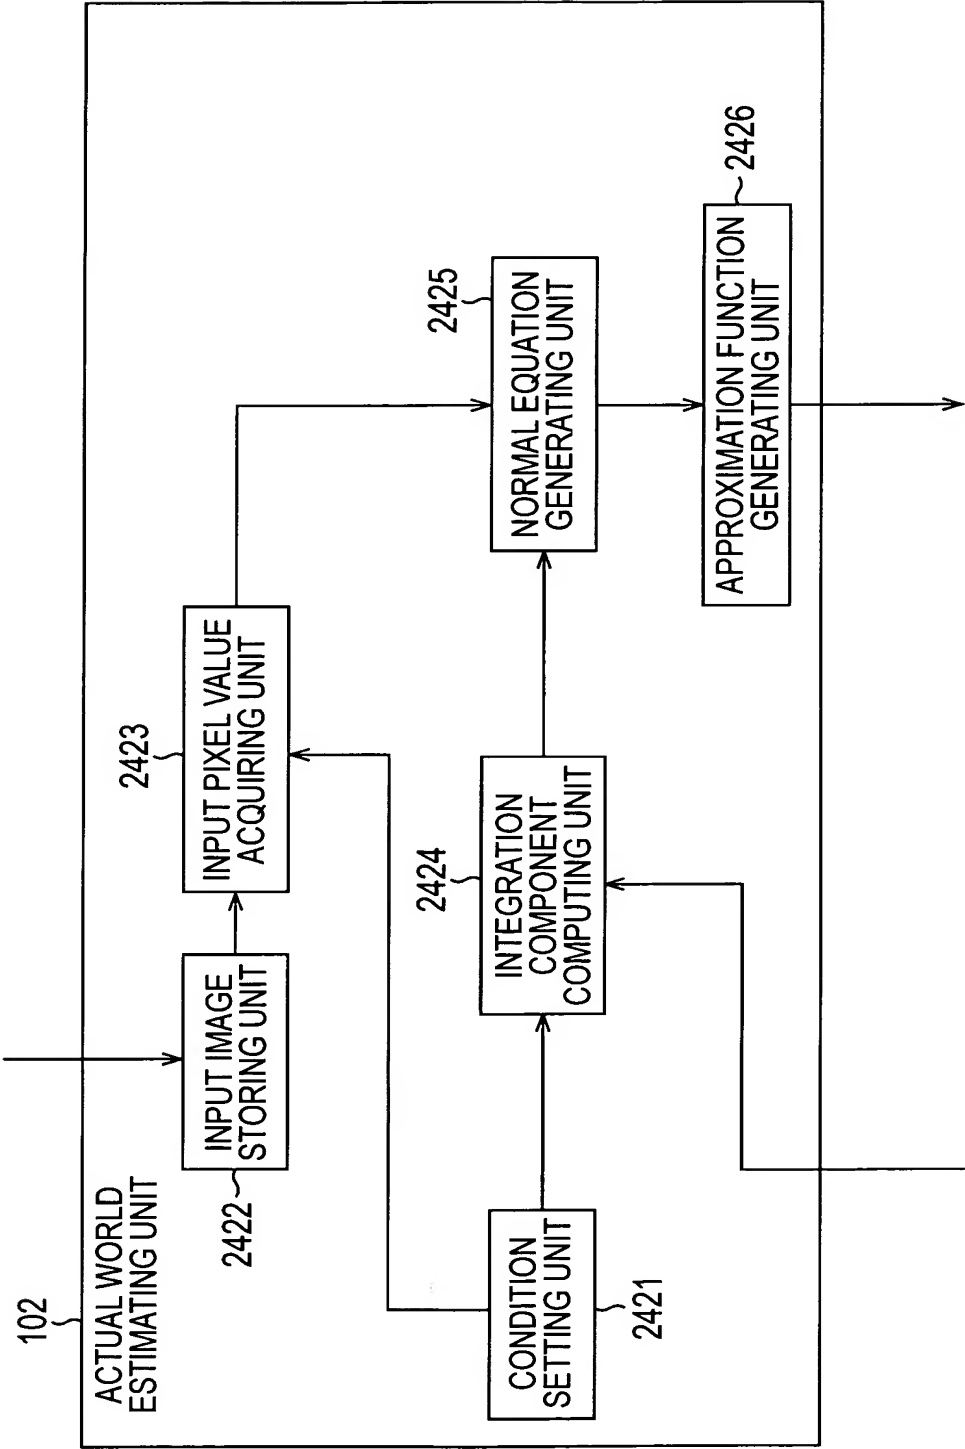 102
ACTUAL WORLD
ESTIMATING UNIT
2422
INPUT IMAGE
STORING UNIT
2423
INPUT PIXEL VALUE
ACQUIRING UNIT
2421
CONDITION
SETTING UNIT
2424
INTEGRATION
COMPONENT
COMPUTING UNIT
2425
NORMAL EQUATION
GENERATING UNIT
2426
APPROXIMATION FUNCTION
GENERATING UNIT